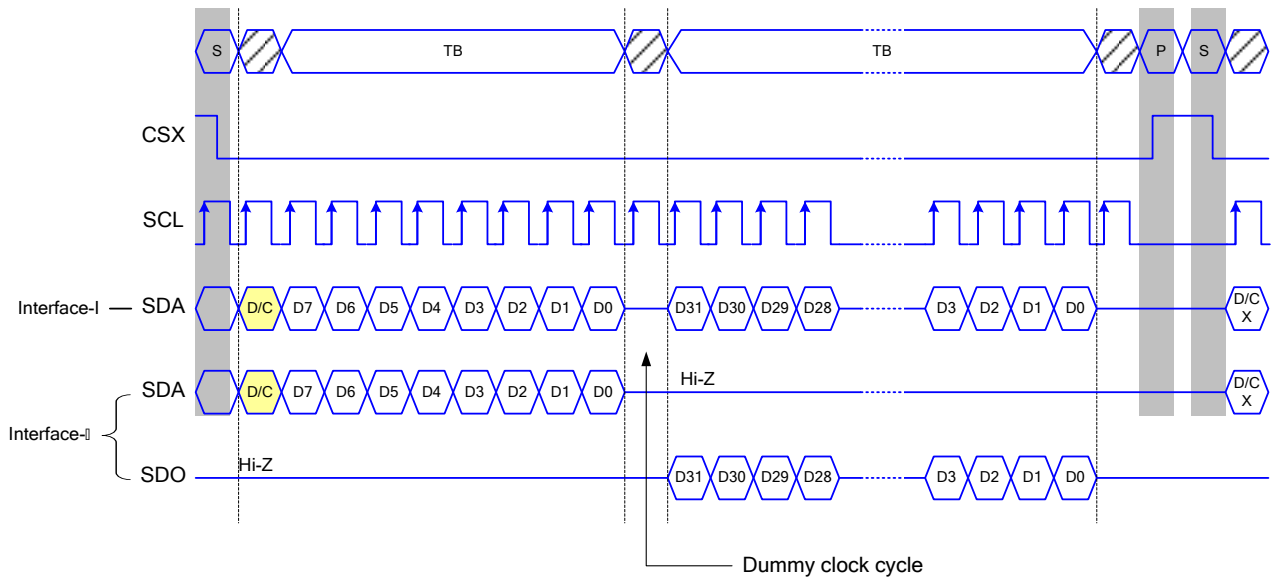 S TB TB P S
CSX
SCL
Interface-I SDA D/C D7 D6 D5 D4 D3 D2 D1 D0 D31 D30 D29 D28 D3 D2 D1 D0 D/C X
SDA D/C D7 D6 D5 D4 D3 D2 D1 D0 Hi-Z D/C X
Interface-▯
SDO Hi-Z D31 D30 D29 D28 D3 D2 D1 D0
Dummy clock cycle